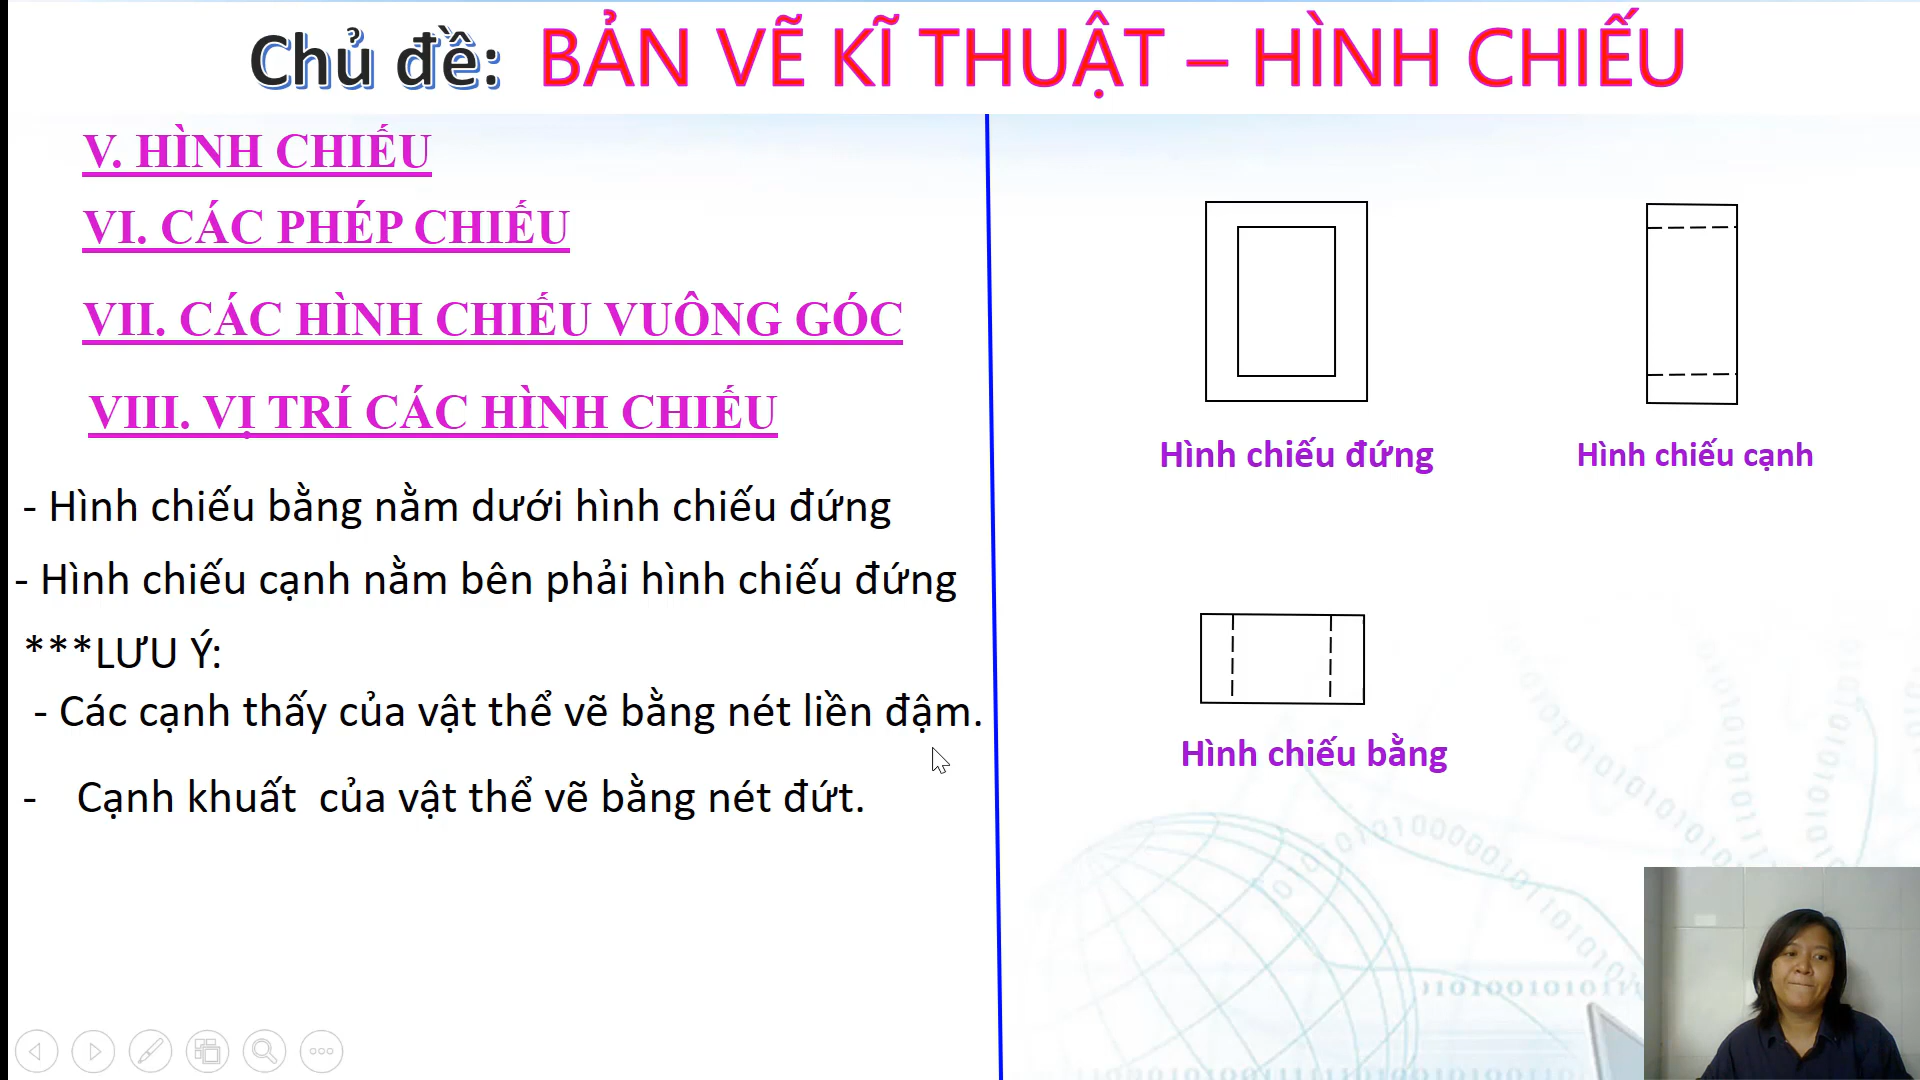 Chủ đề: BẢN VẼ KĨ THUẬT – HÌNH CHIẾU
V. HÌNH CHIẾU
VI. CÁC PHÉP CHIẾU
VII. CÁC HÌNH CHIẾU VUÔNG GÓC
VIII. VỊ TRÍ CÁC HÌNH CHIẾU
- Hình chiếu bằng nằm dưới hình chiếu đứng
- Hình chiếu cạnh nằm bên phải hình chiếu đứng
***LƯU Ý:
- Các cạnh thấy của vật thể vẽ bằng nét liền đậm.
- Cạnh khuất của vật thể vẽ bằng nét đứt.
Hình chiếu đứng
Hình chiếu cạnh
Hình chiếu bằng